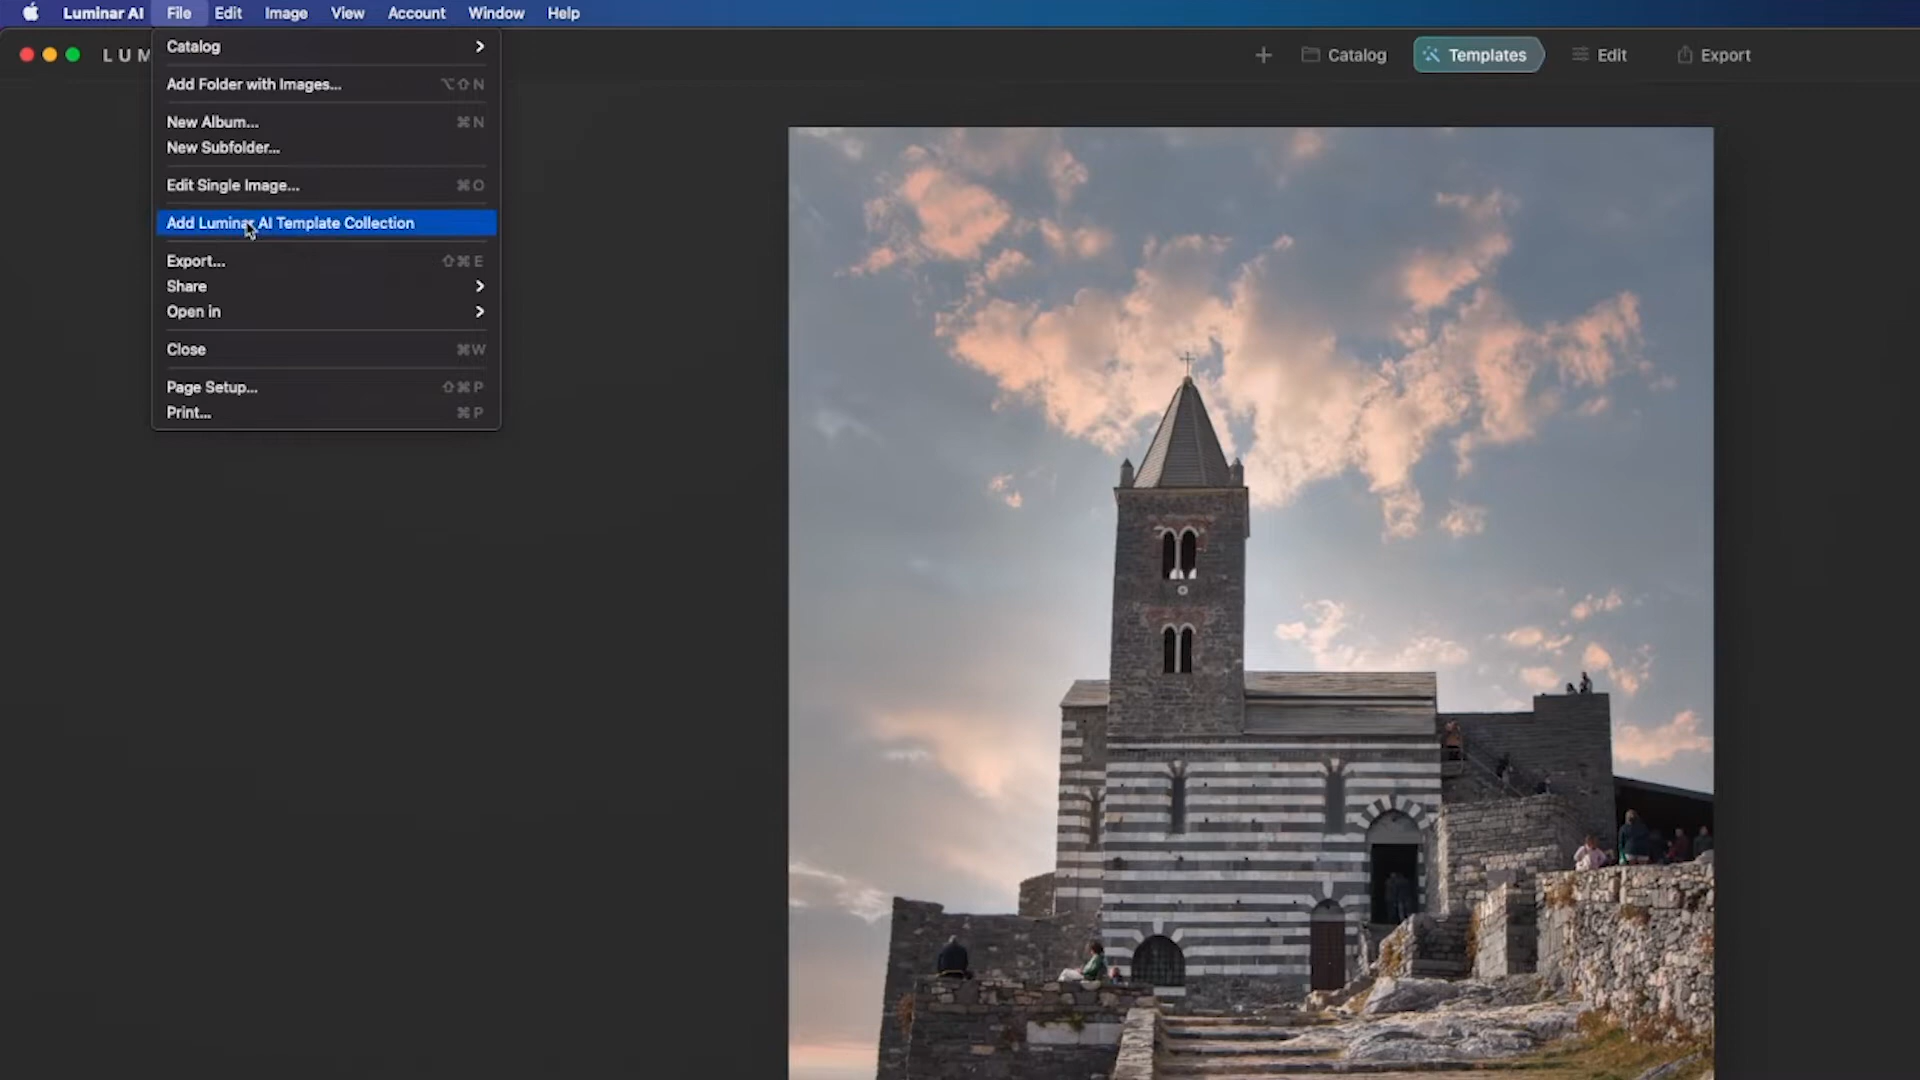 Luminar AI File Edit Image View Account Window Help
LUM
Catalog
Templates
Edit
Export
Catalog
Add Folder with Images... ⌥⇧N
New Album... ⌘N
New Subfolder...
Edit Single Image... ⌘O
Add Luminar AI Template Collection
Export... ⇧⌘E
Share
Open in
Close ⌘W
Page Setup... ⇧⌘P
Print... ⌘P